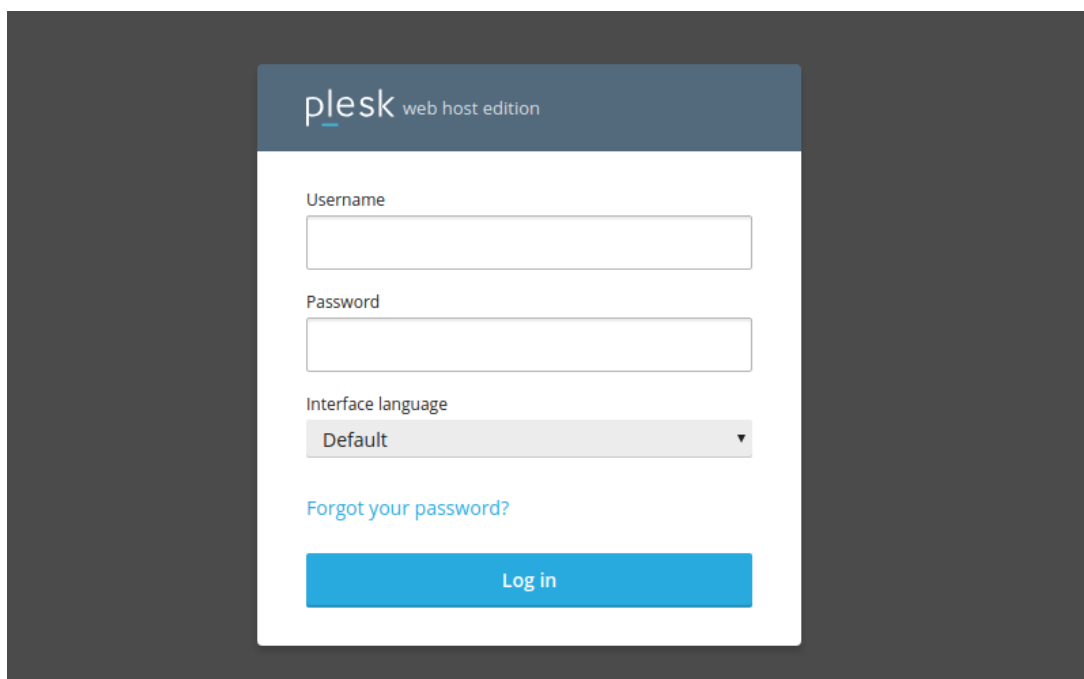 plesk web host edition
Username
Password
Interface language
Default
Forgot your password?
Log in